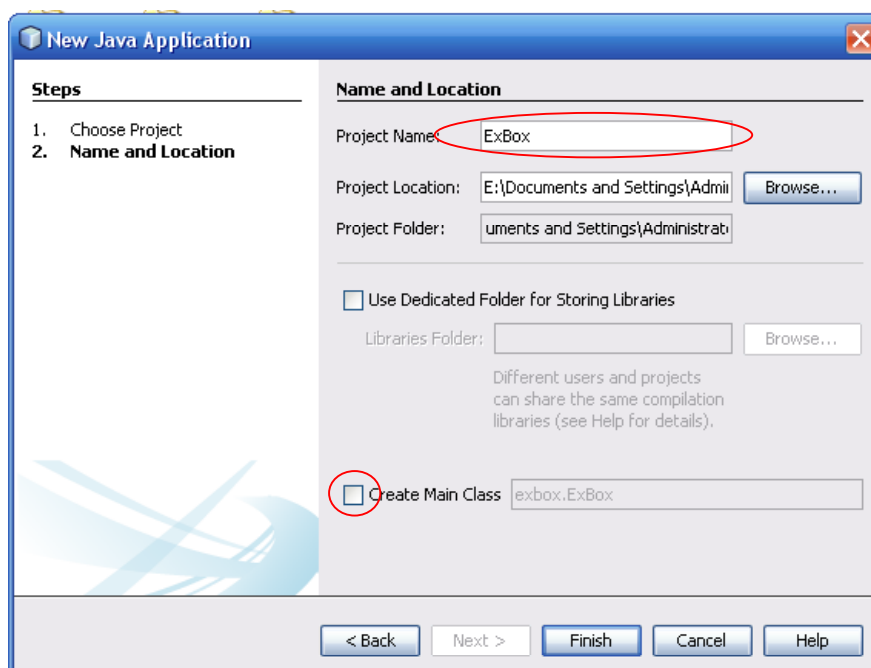 New Java Application
Steps
1. Choose Project
2. Name and Location
Name and Location
Project Name: ExBox
Project Location: E:\Documents and Settings\Admi Browse...
Project Folder: uments and Settings\Administrat
Use Dedicated Folder for Storing Libraries
Libraries Folder: Browse...
Different users and projects
can share the same compilation
libraries (see Help for details).
Create Main Class exbox.ExBox
< Back Next > Finish Cancel Help